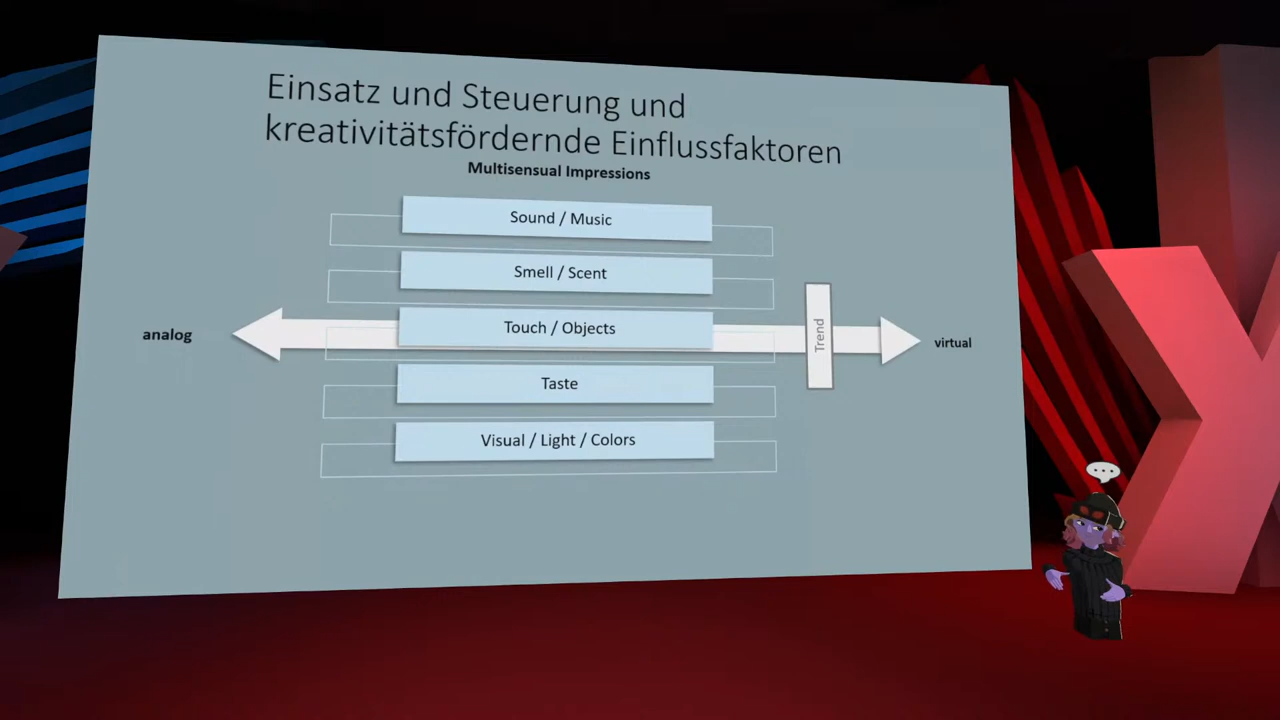 Einsatz und Steuerung und
kreativitätsfördernde Einflussfaktoren
Multisensual Impressions
Sound / Music
Smell / Scent
Touch / Objects
Taste
Visual / Light / Colors
analog
Trend
virtual